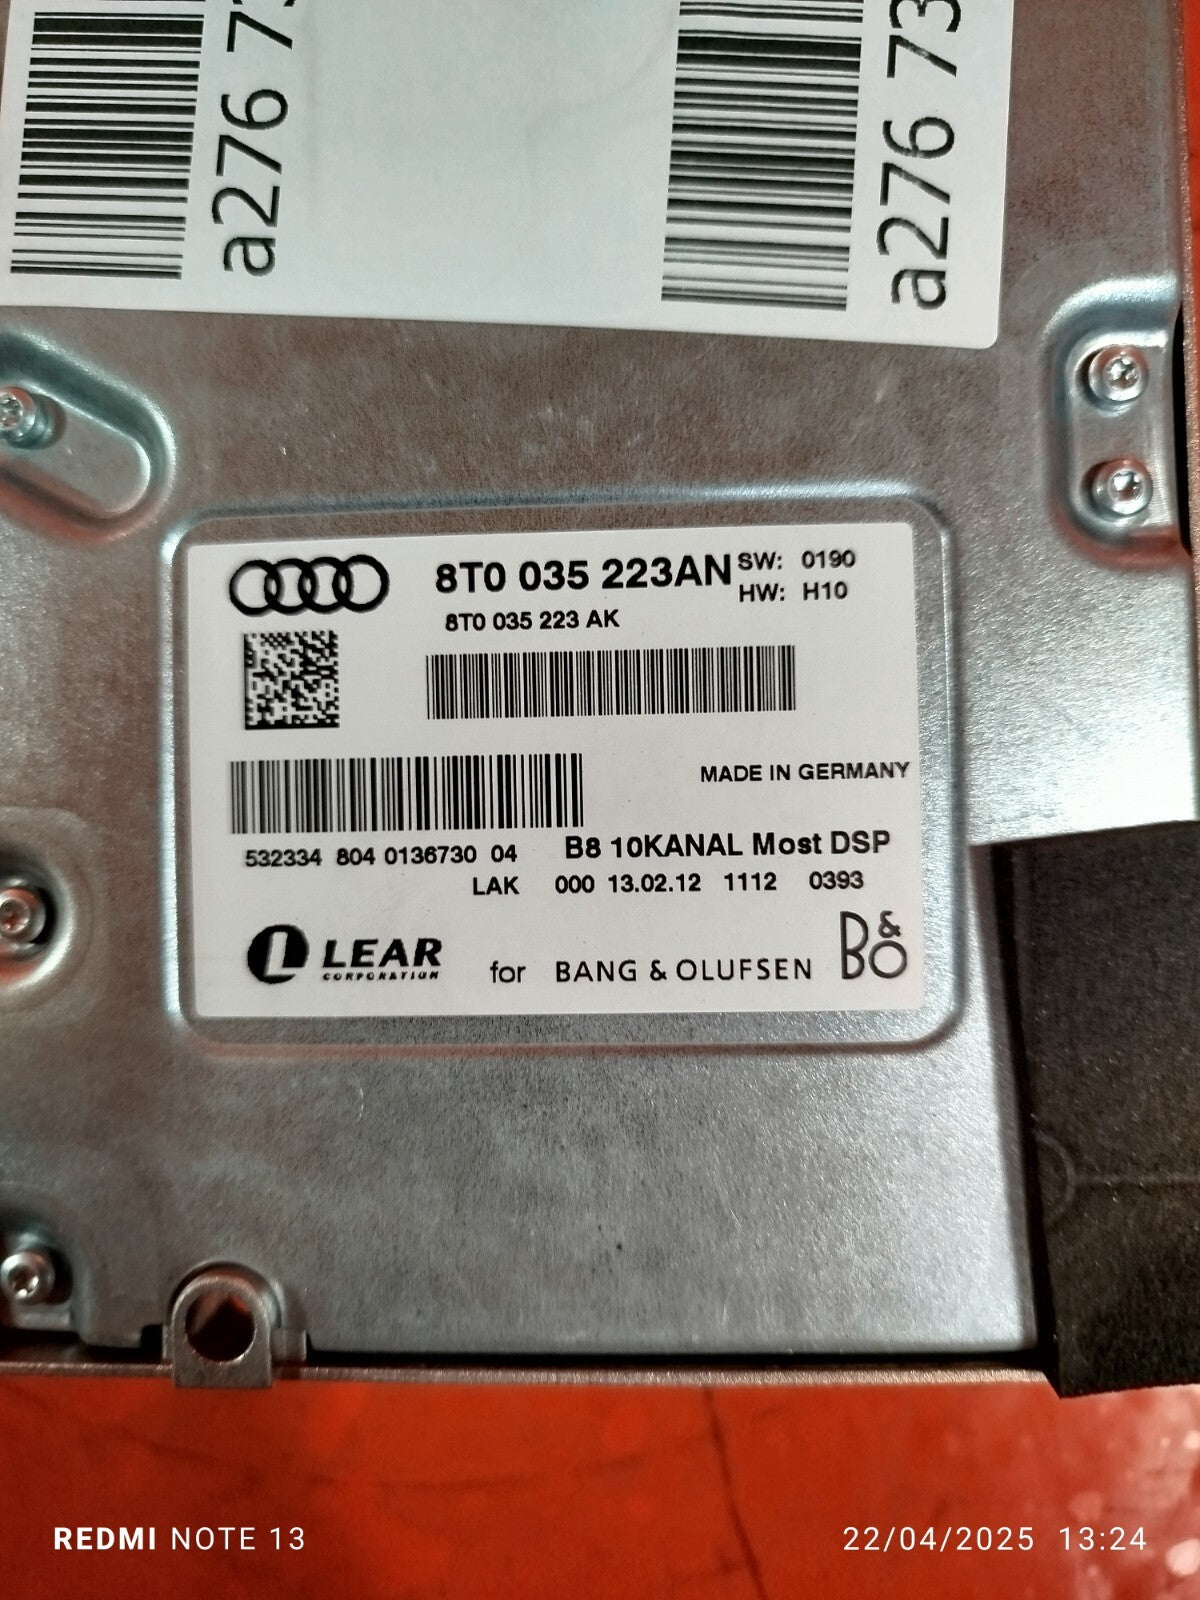 a276 73
a276 73
8T0 035 223AN SW: 0190
HW: H10
8T0 035 223 AK
MADE IN GERMANY
532334 804 0136730 04 B8 10KANAL Most DSP
LAK 000 13.02.12 1112 0393
L LEAR
CORPORATION
for BANG & OLUFSEN B&O
REDMI NOTE 13
22/04/2025 13:24